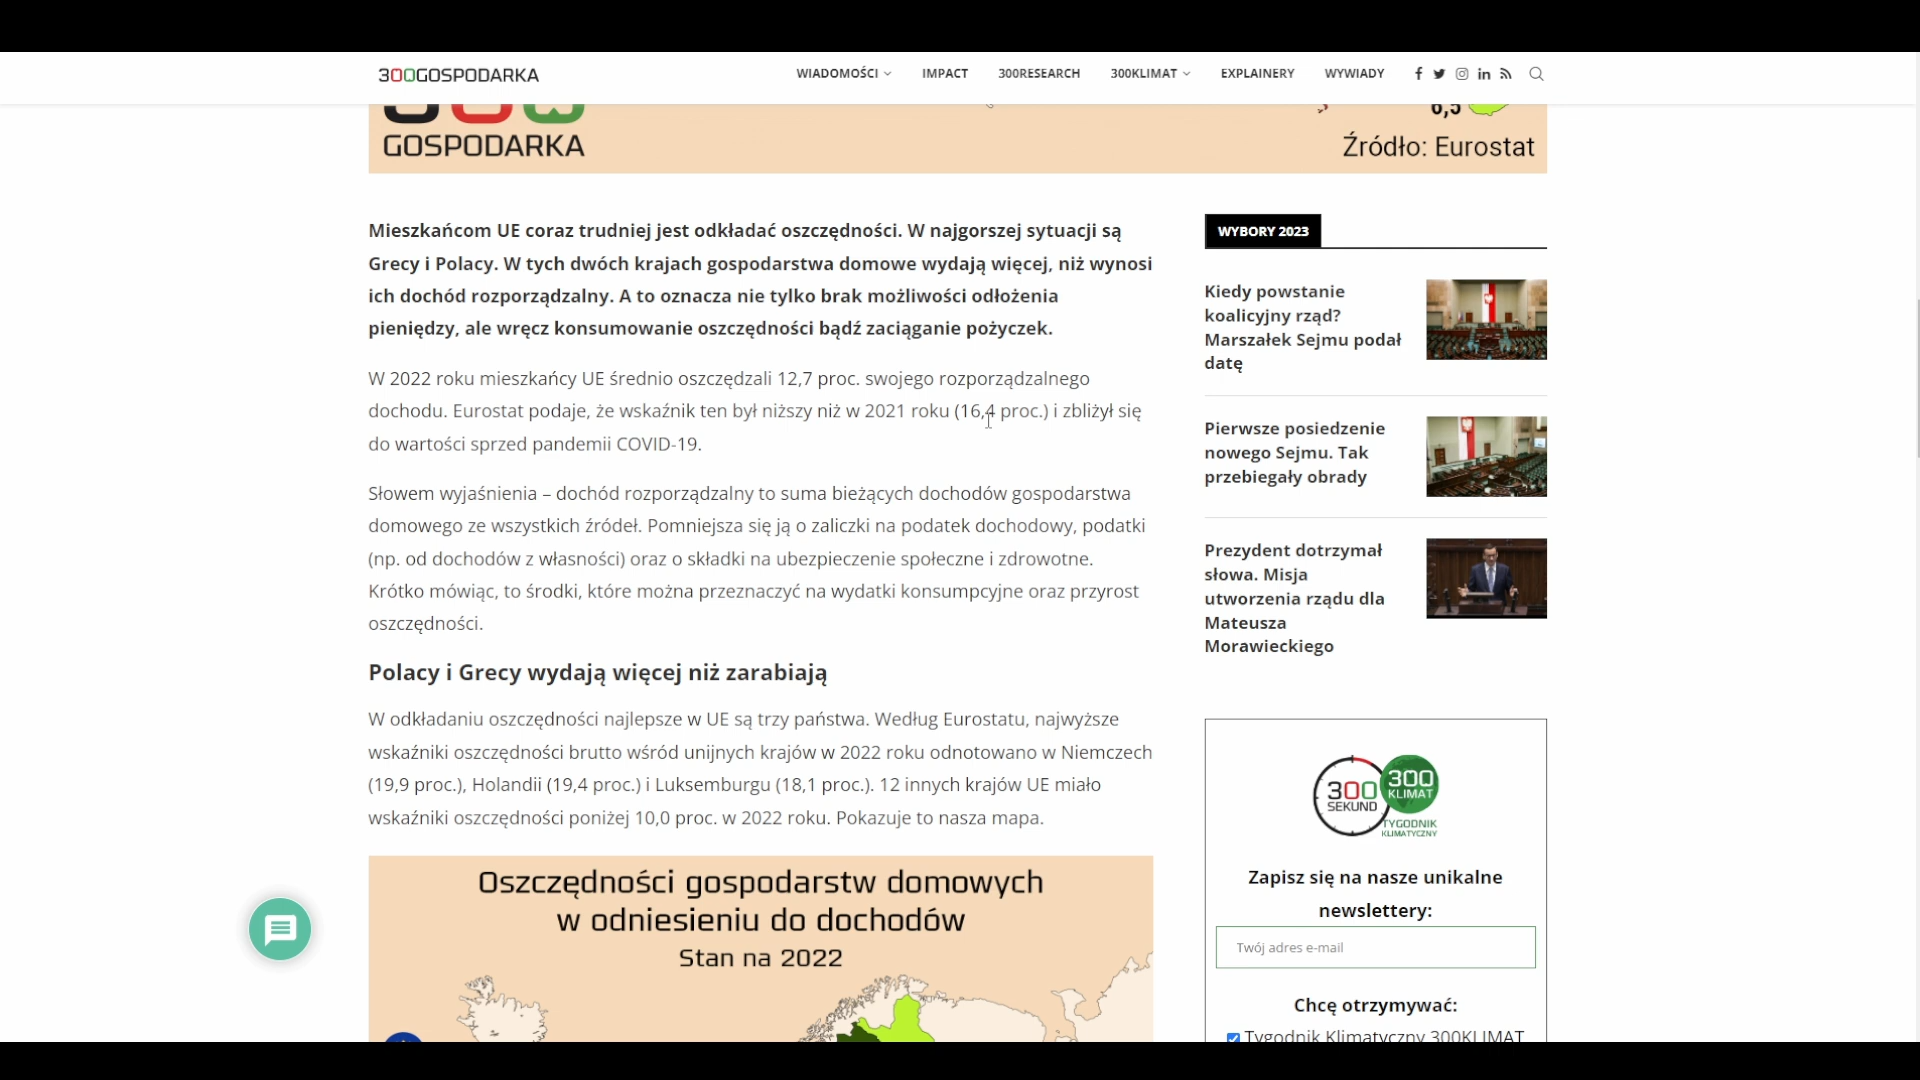 300GOSPODARKA
WIADOMOŚCI
IMPACT
300RESEARCH
300KLIMAT
EXPLAINERY
WYWIADY
GOSPODARKA
6,5
Źródło: Eurostat
Mieszkańcom UE coraz trudniej jest odkładać oszczędności. W najgorszej sytuacji są
Grecy i Polacy. W tych dwóch krajach gospodarstwa domowe wydają więcej, niż wynosi
ich dochód rozporządzalny. A to oznacza nie tylko brak możliwości odłożenia
pieniędzy, ale wręcz konsumowanie oszczędności bądź zaciąganie pożyczek.
W 2022 roku mieszkańcy UE średnio oszczędzali 12,7 proc. swojego rozporządzalnego
dochodu. Eurostat podaje, że wskaźnik ten był niższy niż w 2021 roku (16,4 proc.) i zbliżył się
do wartości sprzed pandemii COVID-19.
Słowem wyjaśnienia – dochód rozporządzalny to suma bieżących dochodów gospodarstwa
domowego ze wszystkich źródeł. Pomniejsza się ją o zaliczki na podatek dochodowy, podatki
(np. od dochodów z własności) oraz o składki na ubezpieczenie społeczne i zdrowotne.
Krótko mówiąc, to środki, które można przeznaczyć na wydatki konsumpcyjne oraz przyrost
oszczędności.
Polacy i Grecy wydają więcej niż zarabiają
W odkładaniu oszczędności najlepsze w UE są trzy państwa. Według Eurostatu, najwyższe
wskaźniki oszczędności brutto wśród unijnych krajów w 2022 roku odnotowano w Niemczech
(19,9 proc.), Holandii (19,4 proc.) i Luksemburgu (18,1 proc.). 12 innych krajów UE miało
wskaźniki oszczędności poniżej 10,0 proc. w 2022 roku. Pokazuje to nasza mapa.
Oszczędności gospodarstw domowych
w odniesieniu do dochodów
Stan na 2022
WYBORY 2023
Kiedy powstanie
koalicyjny rząd?
Marszałek Sejmu podał
datę
Pierwsze posiedzenie
nowego Sejmu. Tak
przebiegały obrady
Prezydent dotrzymał
słowa. Misja
utworzenia rządu dla
Mateusza
Morawieckiego
300
SEKUND
300
KLIMAT
TYGODNIK
KLIMATYCZNY
Zapisz się na nasze unikalne
newslettery:
Twój adres e-mail
Chcę otrzymywać:
Tygodnik Klimatyczny 300KLIMAT